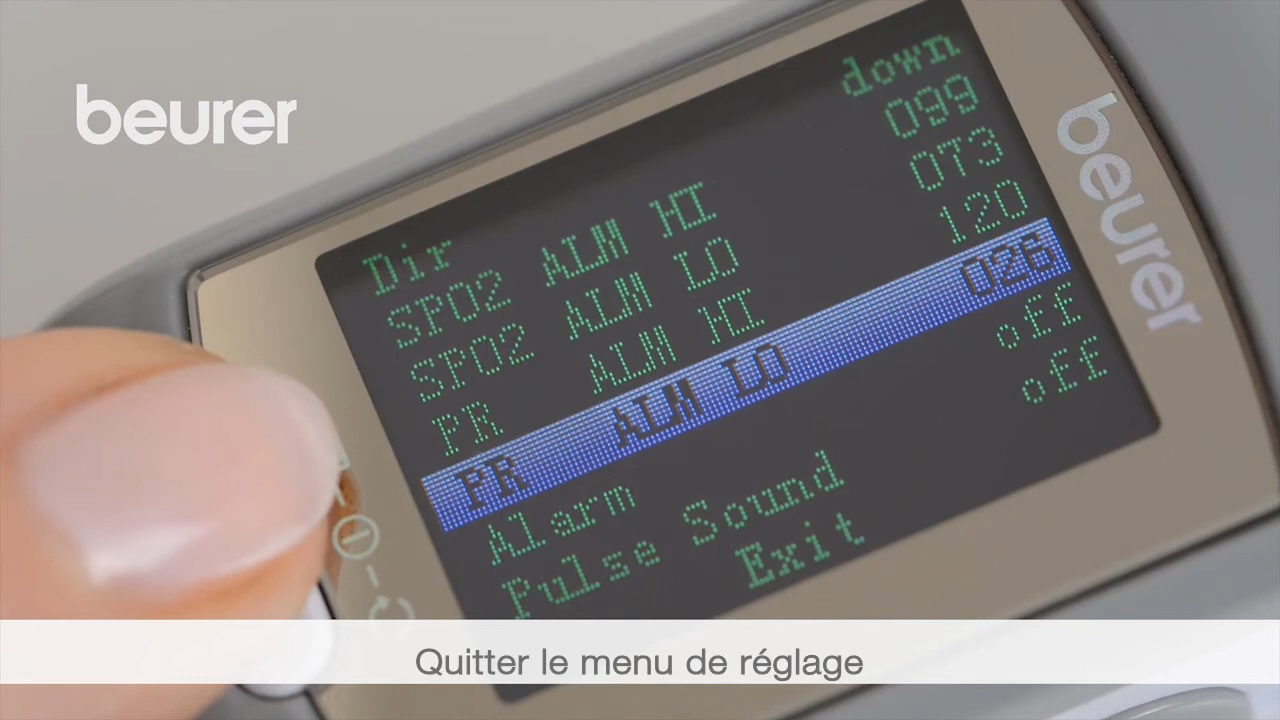 beurer
beurer
Dir down
SPO2 ALM HI 099
SPO2 ALM LO 073
PR ALM HI 120
PR ALM LO 026
Alarm off
Pulse Sound off
Exit
Quitter le menu de réglage